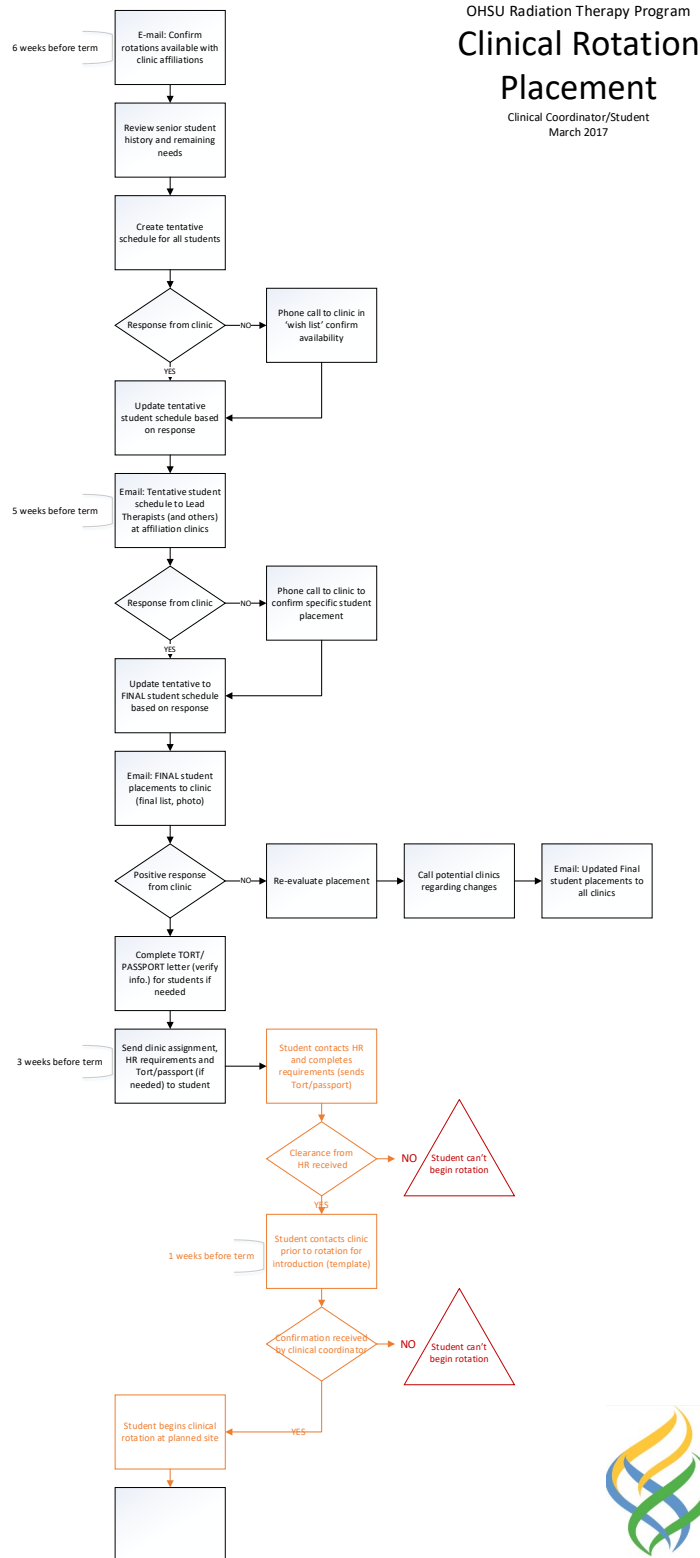 OHSU Radiation Therapy Program
Clinical Rotation
Placement
Clinical Coordinator/Student
March 2017
6 weeks before term
E-mail: Confirm
rotations available with
clinic affiliations
Review senior student
history and remaining
needs
Create tentative
schedule for all students
Response from clinic
NO
Phone call to clinic in
‘wish list’ confirm
availability
YES
Update tentative
student schedule based
on response
5 weeks before term
Email: Tentative student
schedule to Lead
Therapists (and others)
at affiliation clinics
Response from clinic
NO
Phone call to clinic to
confirm specific student
placement
YES
Update tentative to
FINAL student schedule
based on response
Email: FINAL student
placements to clinic
(final list, photo)
Positive response
from clinic
NO
Re-evaluate placement
Call potential clinics
regarding changes
Email: Updated Final
student placements to
all clinics
Complete TORT/
PASSPORT letter (verify
info.) for students if
needed
3 weeks before term
Send clinic assignment,
HR requirements and
Tort/passport (if
needed) to student
Student contacts HR
and completes
requirements (sends
Tort/passport)
Clearance from
HR received
NO
Student can’t
begin rotation
YES
1 weeks before term
Student contacts clinic
prior to rotation for
introduction (template)
Confirmation received
by clinical coordinator
NO
Student can’t
begin rotation
YES
Student begins clinical
rotation at planned site